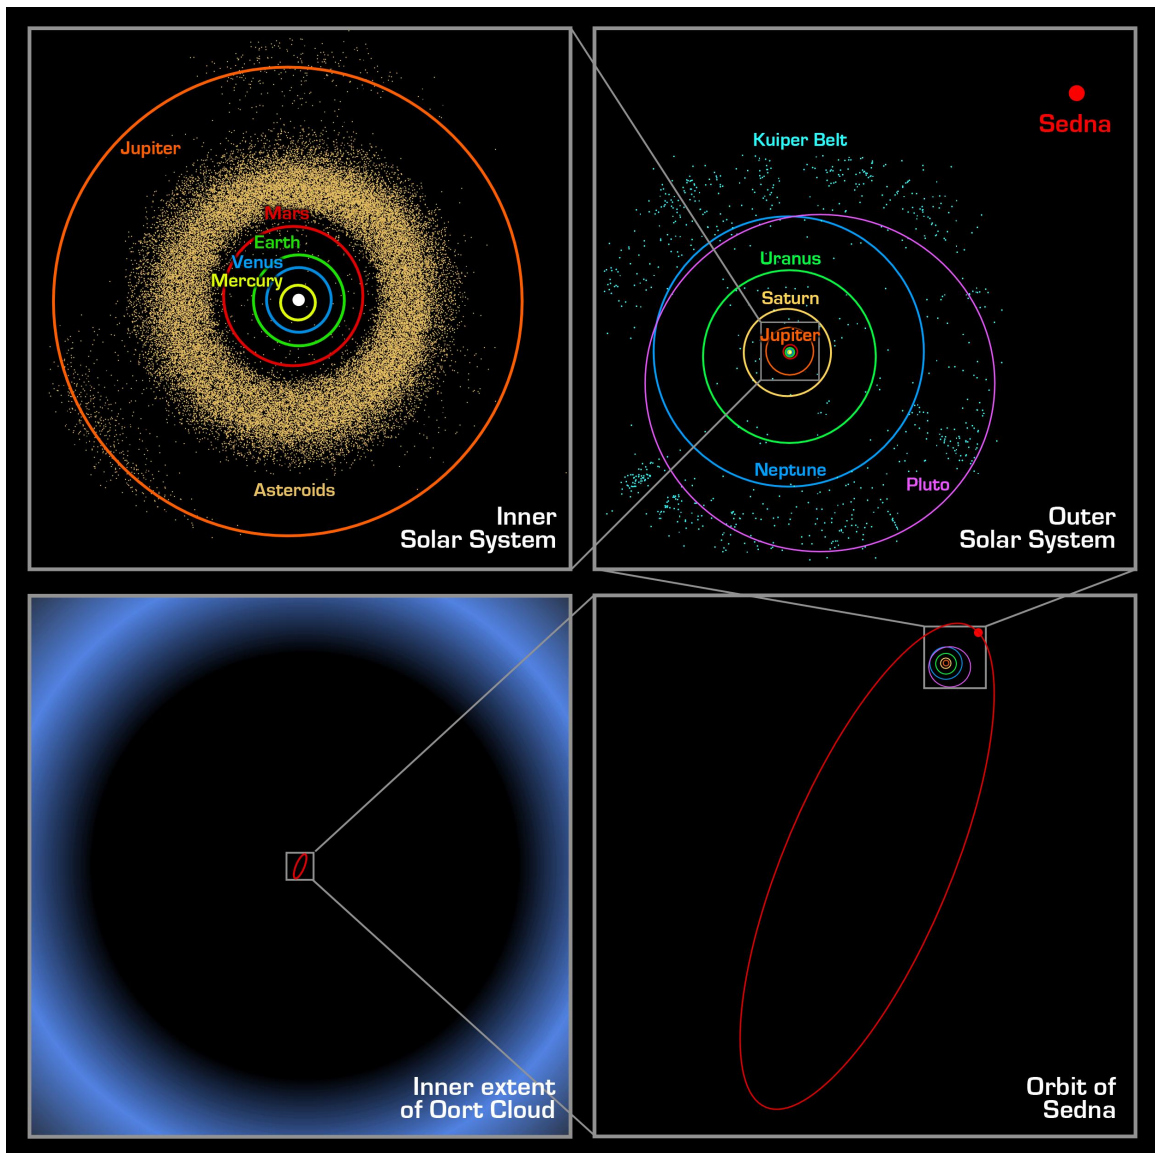 Jupiter
Mars
Earth
Venus
Mercury
Asteroids
Inner
Solar System
Sedna
Kuiper Belt
Uranus
Saturn
Jupiter
Neptune
Pluto
Outer
Solar System
Inner extent
of Oort Cloud
Orbit of
Sedna